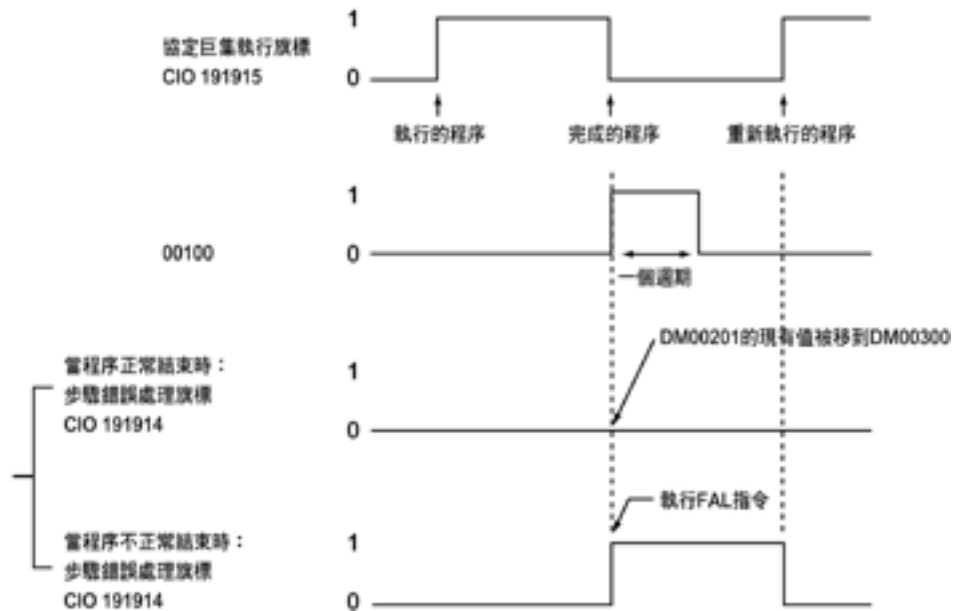 1
協定巨集執行旗標
CIO 191915
0
執行的程序
完成的程序
重新執行的程序
1
00100
0
一個週期
DM00201的現有值被移到DM00300
當程序正常結束時：
1
步驟錯誤處理旗標
CIO 191914
0
執行FAL指令
當程序不正常結束時：
1
步驟錯誤處理旗標
CIO 191914
0